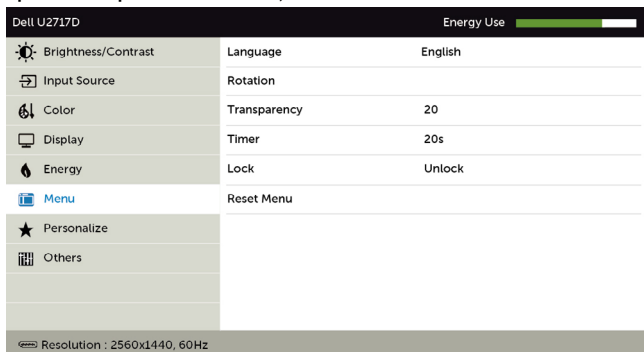 Dell U2717D Energy Use
Brightness/Contrast
Input Source
Color
Display
Energy
Menu
Personalize
Others
Language English
Rotation
Transparency 20
Timer 20s
Lock Unlock
Reset Menu
Resolution : 2560x1440, 60Hz